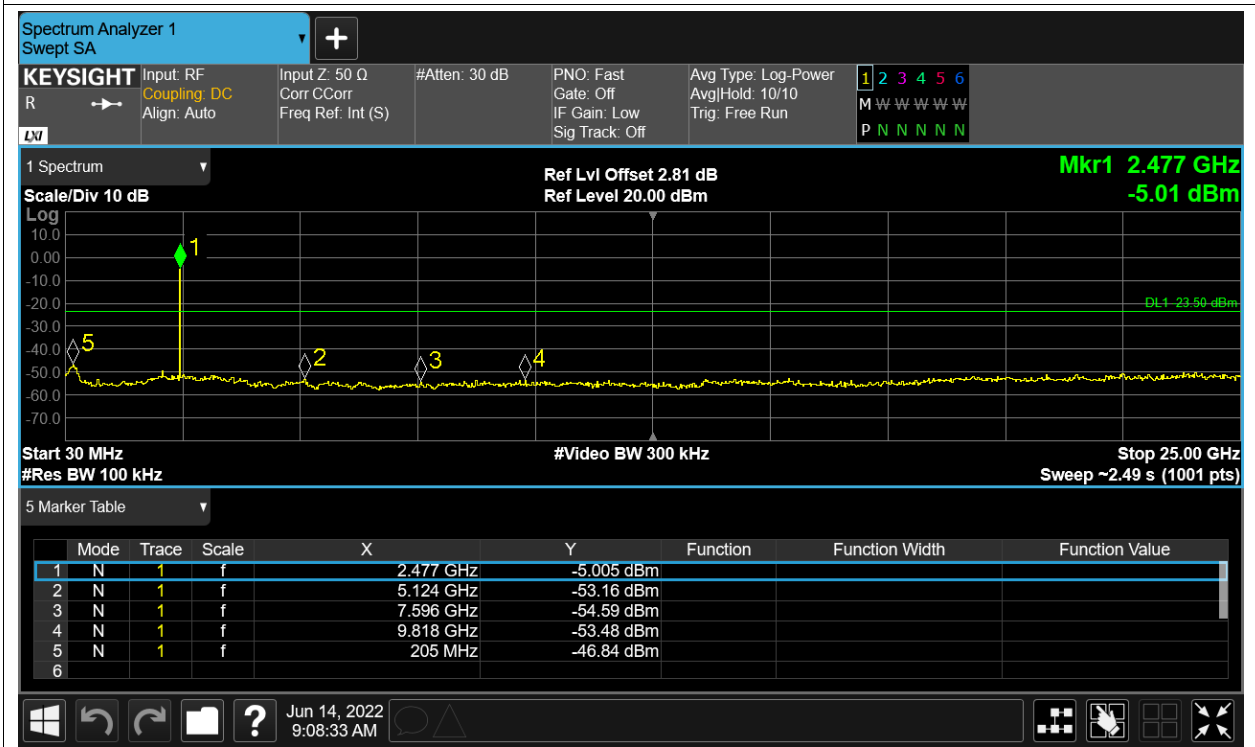 Spectrum Analyzer 1
Swept SA
KEYSIGHT Input: RF Input Z: 50 Ω #Atten: 30 dB PNO: Fast Avg Type: Log-Power 1 2 3 4 5 6
R Coupling: DC Corr CCorr Gate: Off Avg|Hold: 10/10 M W W W W W
Align: Auto Freq Ref: Int (S) IF Gain: Low Trig: Free Run
LXI Sig Track: Off P N N N N N
1 Spectrum Ref Lvl Offset 2.81 dB Mkr1 2.477 GHz
Scale/Div 10 dB Ref Level 20.00 dBm -5.01 dBm
Log
10.0
1
0.00
-10.0
-20.0 DL1 -23.50 dBm
-30.0
-40.0 5 2 3 4
-50.0
-60.0
-70.0
Start 30 MHz #Video BW 300 kHz Stop 25.00 GHz
#Res BW 100 kHz Sweep ~2.49 s (1001 pts)
5 Marker Table
Mode Trace Scale X Y Function Function Width Function Value
1 N 1 f 2.477 GHz -5.005 dBm
2 N 1 f 5.124 GHz -53.16 dBm
3 N 1 f 7.596 GHz -54.59 dBm
4 N 1 f 9.818 GHz -53.48 dBm
5 N 1 f 205 MHz -46.84 dBm
6
? Jun 14, 2022
9:08:33 AM